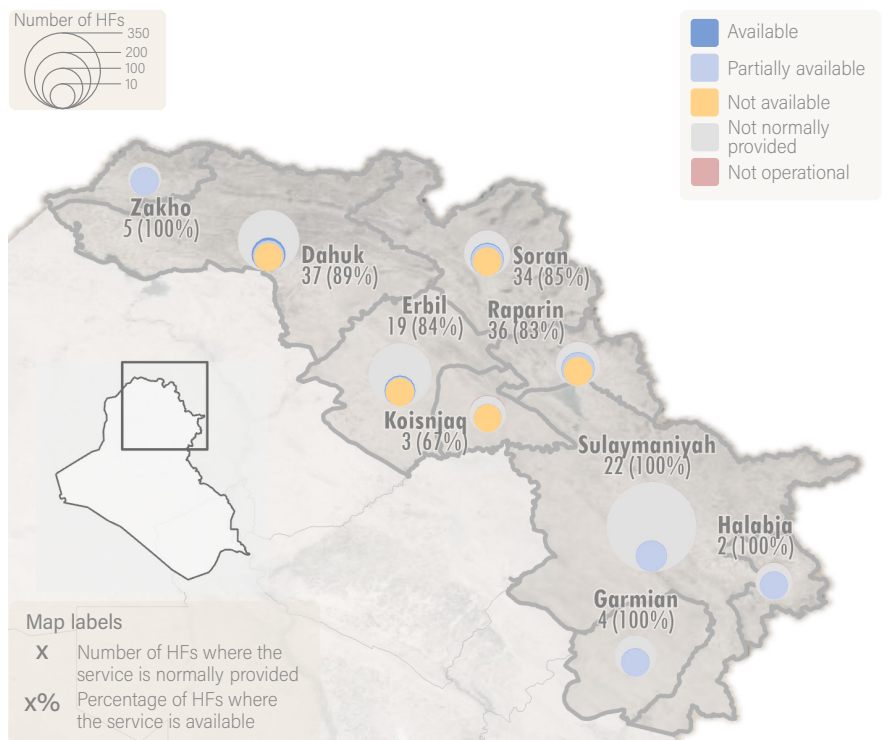 Number of HFs
350
200
100
10
Available
Partially available
Not available
Not normally
provided
Not operational
Zakho
5 (100%)
Dahuk
37 (89%)
Soran
34 (85%)
Erbil
19 (84%)
Raparin
36 (83%)
Koisnjaq
3 (67%)
Sulaymaniyah
22 (100%)
Halabja
2 (100%)
Garmian
4 (100%)
Map labels
x Number of HFs where the
service is normally provided
x% Percentage of HFs where
the service is available